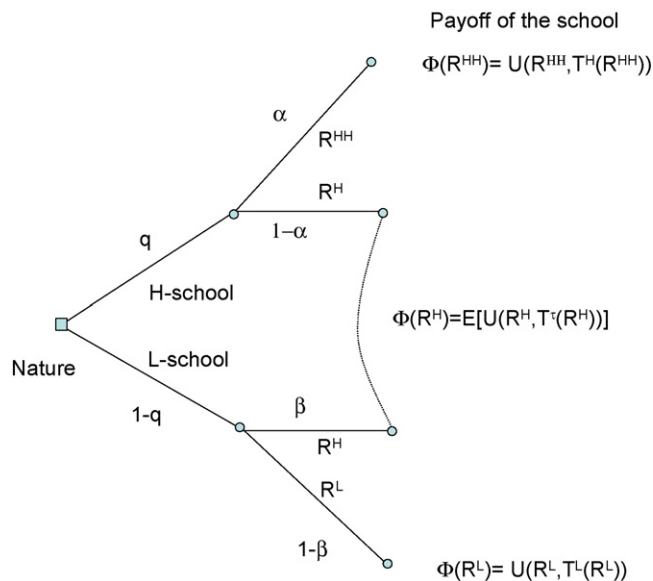 Payoff of the school
Φ(R^HH)= U(R^HH,T^H(R^HH))
α
R^HH
R^H
1−α
q
H-school
Φ(R^H)=E[U(R^H,T^τ(R^H))]
L-school
Nature
1-q
β
R^H
R^L
1-β
Φ(R^L)= U(R^L,T^L(R^L))